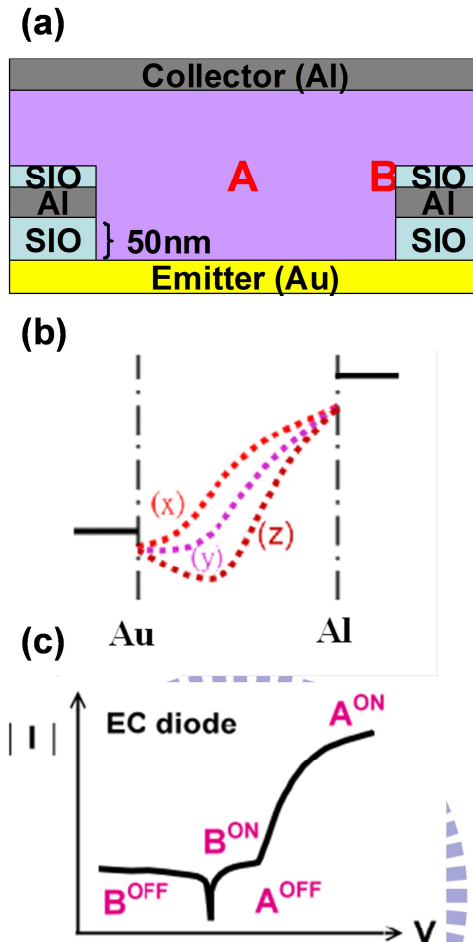 (a)
Collector (Al)
SIO A B SIO
Al Al
SIO } 50nm SIO
Emitter (Au)
(b)
(x)
(y) (z)
Au Al
(c)
EC diode A^ON
| I |
B^ON
B^OFF A^OFF
V